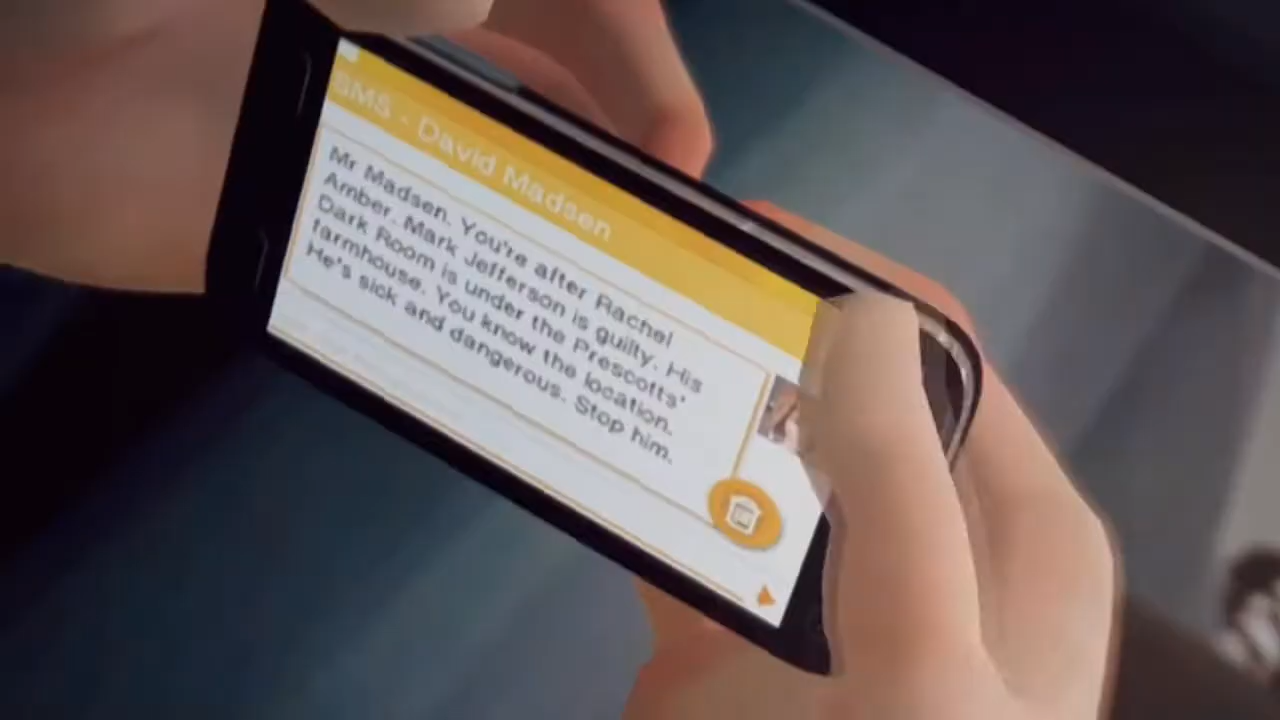 SMS - David Madsen
Mr Madsen. You're after Rachel
Amber. Mark Jefferson is guilty. His
Dark Room is under the Prescotts'
farmhouse. You know the location.
He's sick and dangerous. Stop him.